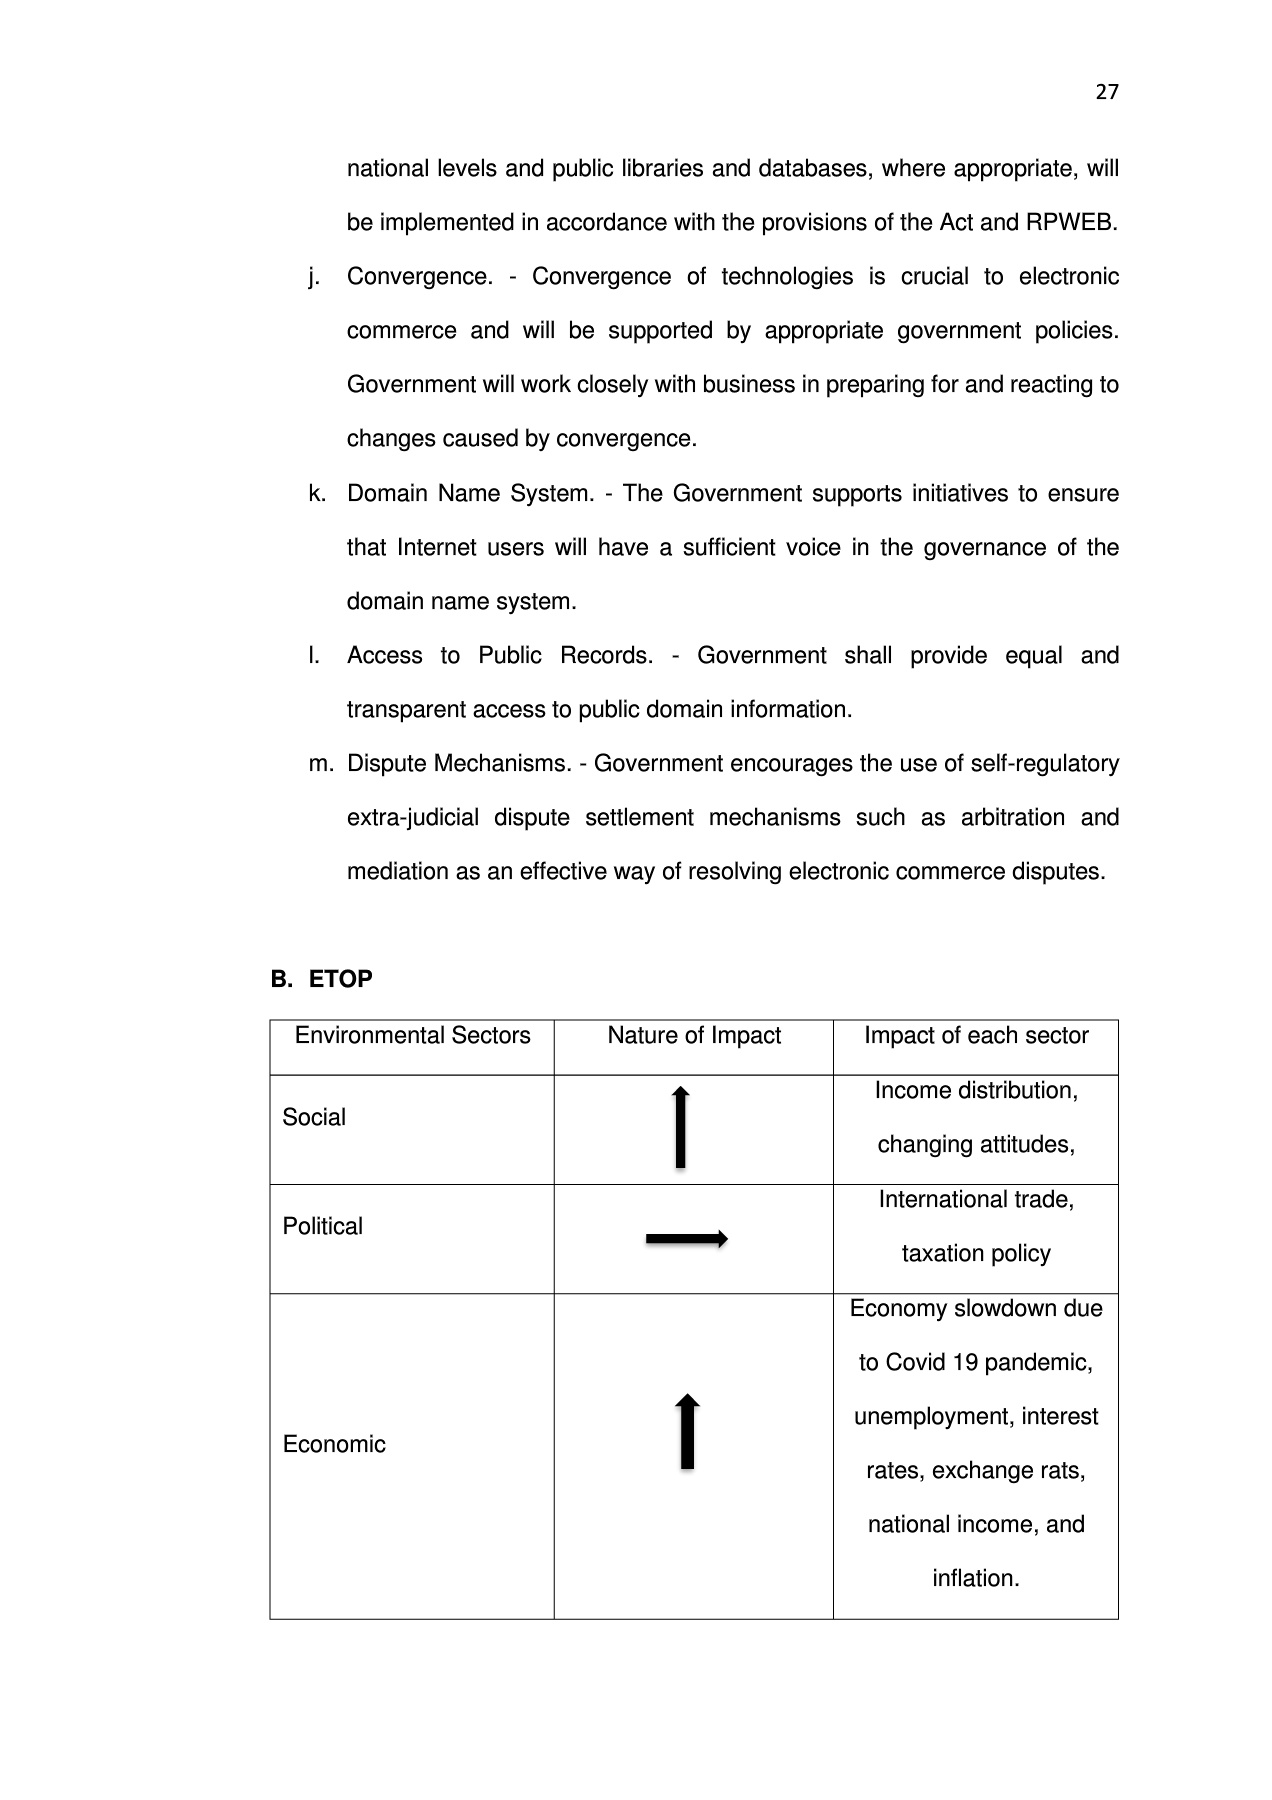 27
national levels and public libraries and databases, where appropriate, will
be implemented in accordance with the provisions of the Act and RPWEB.
j. Convergence. - Convergence of technologies is crucial to electronic
commerce and will be supported by appropriate government policies.
Government will work closely with business in preparing for and reacting to
changes caused by convergence.
k. Domain Name System. - The Government supports initiatives to ensure
that Internet users will have a sufficient voice in the governance of the
domain name system.
l. Access to Public Records. - Government shall provide equal and
transparent access to public domain information.
m. Dispute Mechanisms. - Government encourages the use of self-regulatory
extra-judicial dispute settlement mechanisms such as arbitration and
mediation as an effective way of resolving electronic commerce disputes.
B. ETOP
Environmental Sectors Nature of Impact Impact of each sector
Social
Income distribution,
changing attitudes,
Political
International trade,
taxation policy
Economic
Economy slowdown due
to Covid 19 pandemic,
unemployment, interest
rates, exchange rats,
national income, and
inflation.